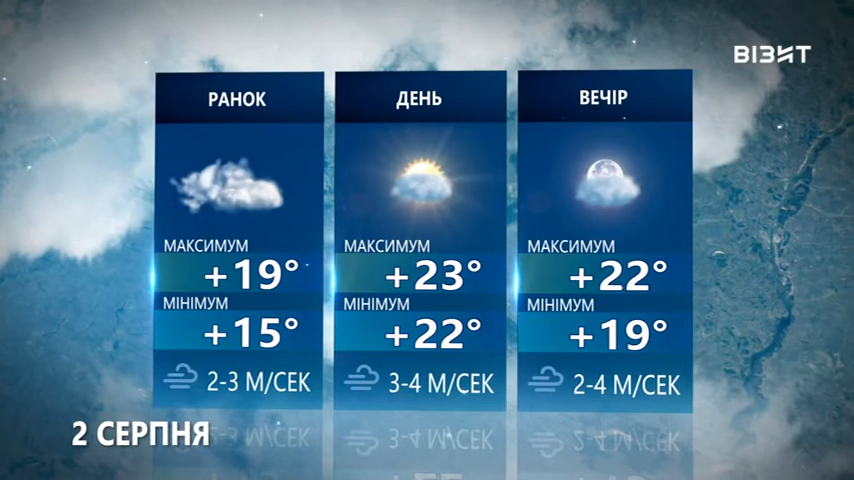 ВІЗИТ
РАНОК
МАКСИМУМ
+19°
МІНІМУМ
+15°
2-3 М/СЕК
ДЕНЬ
МАКСИМУМ
+23°
МІНІМУМ
+22°
3-4 М/СЕК
ВЕЧІР
МАКСИМУМ
+22°
МІНІМУМ
+19°
2-4 М/СЕК
2 СЕРПНЯ